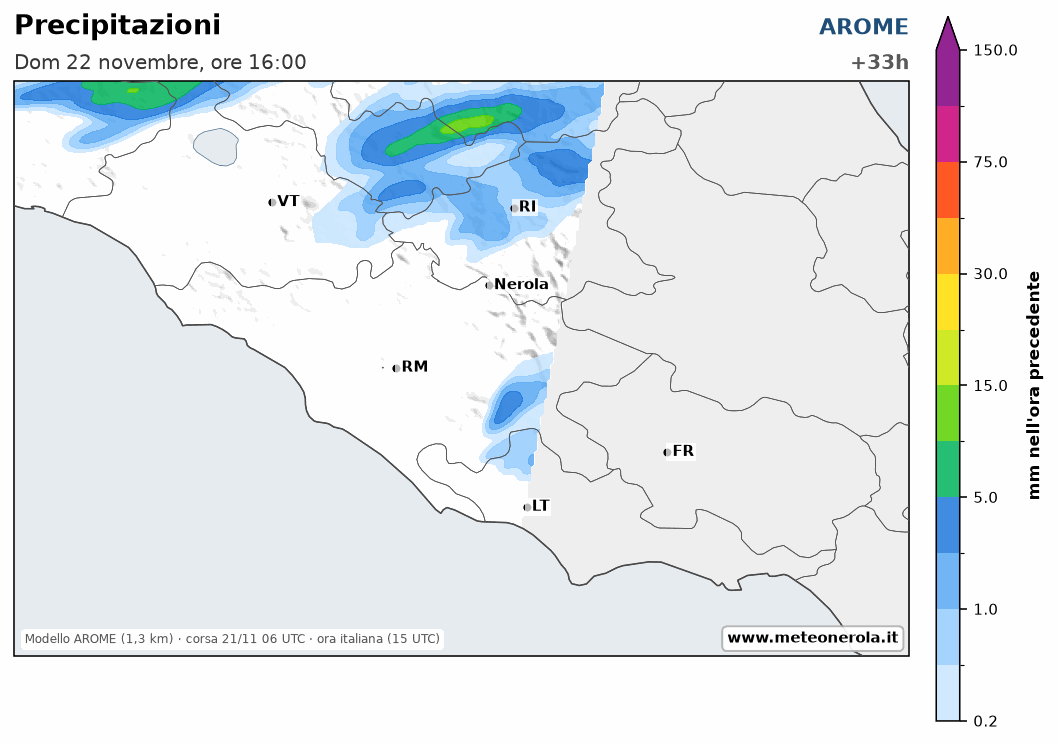 Precipitazioni
AROME
Dom 22 novembre, ore 16:00
+33h
VT
RI
Nerola
RM
FR
LT
Modello AROME (1,3 km) · corsa 21/11 06 UTC · ora italiana (15 UTC)
www.meteonerola.it
150.0
75.0
30.0
15.0
5.0
1.0
0.2
mm nell'ora precedente